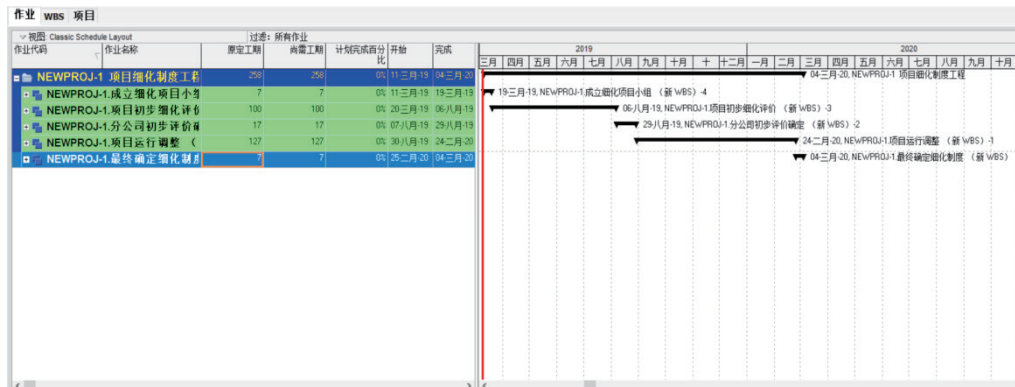 作业 WBS 项目
视图: Classic Schedule Layout 过滤: 所有作业
作业代码 作业名称 原定工期 尚需工期 计划完成百分比 开始 完成
2019 2020
三月 四月 五月 六月 七月 八月 九月 十月 十 十二月 一月 二月 三月 四月 五月 六月 七月 八月 九月 十月
NEWPROJ-1 项目细化制度工程 258 258 0% 11-三月-19 04-三月-20 04-三月-20, NEWPROJ-1 项目细化制度工程
NEWPROJ-1.成立细化项目小组 7 7 0% 11-三月-19 19-三月-19 19-三月-19, NEWPROJ-1.成立细化项目小组 （新 WBS）-4
NEWPROJ-1.项目初步细化评价 100 100 0% 20-三月-19 06-八月-19 06-八月-19, NEWPROJ-1.项目初步细化评价 （新 WBS）-3
NEWPROJ-1.分公司初步评价确 17 17 0% 07-八月-19 29-八月-19 29-八月-19, NEWPROJ-1.分公司初步评价确定 （新 WBS）-2
NEWPROJ-1.项目运行调整 （ 127 127 0% 30-八月-19 24-二月-20 24-二月-20, NEWPROJ-1.项目运行调整 （新 WBS）-1
NEWPROJ-1.最终确定细化制度 7 7 0% 25-二月-20 04-三月-20 04-三月-20, NEWPROJ-1.最终确定细化制度 （新 WBS）